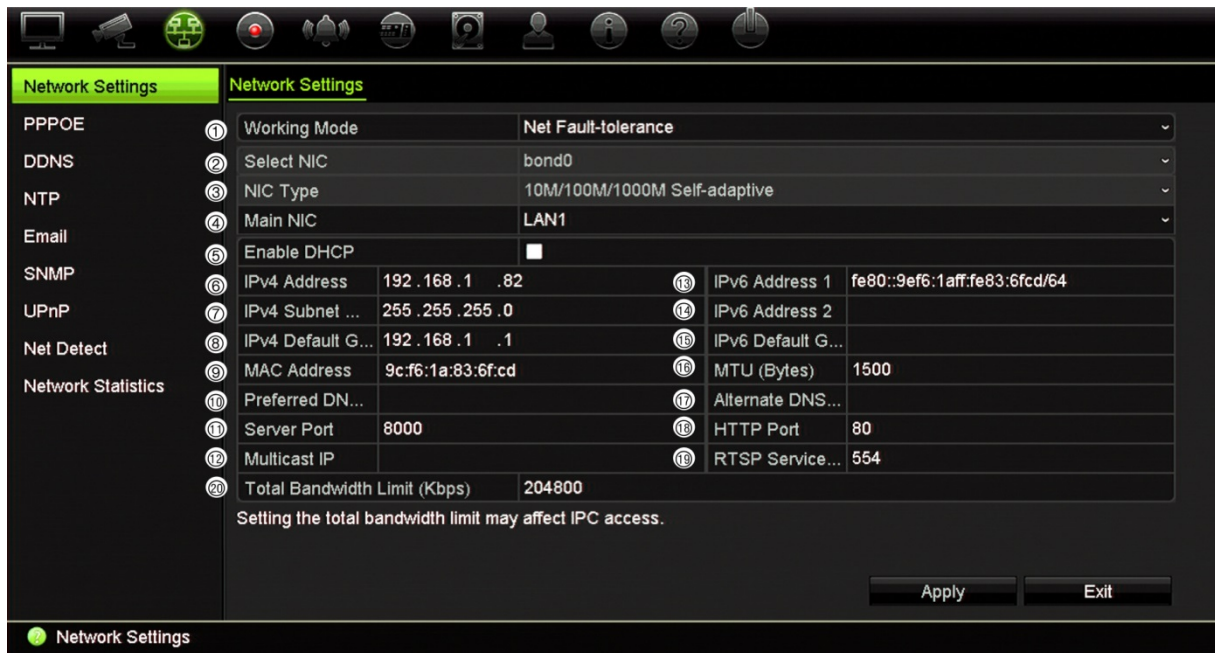 Network Settings
Network Settings
PPPOE
DDNS
NTP
Email
SNMP
UPnP
Net Detect
Network Statistics
① Working Mode Net Fault-tolerance
② Select NIC bond0
③ NIC Type 10M/100M/1000M Self-adaptive
④ Main NIC LAN1
⑤ Enable DHCP
⑥ IPv4 Address 192.168.1.82 ⑬ IPv6 Address 1 fe80::9ef6:1aff:fe83:6fcd/64
⑦ IPv4 Subnet ... 255.255.255.0 ⑭ IPv6 Address 2
⑧ IPv4 Default G... 192.168.1.1 ⑮ IPv6 Default G...
⑨ MAC Address 9c:f6:1a:83:6f:cd ⑯ MTU (Bytes) 1500
⑩ Preferred DN... ⑰ Alternate DNS...
⑪ Server Port 8000 ⑱ HTTP Port 80
⑫ Multicast IP ⑲ RTSP Service... 554
⑳ Total Bandwidth Limit (Kbps) 204800
Setting the total bandwidth limit may affect IPC access.
Apply Exit
Network Settings